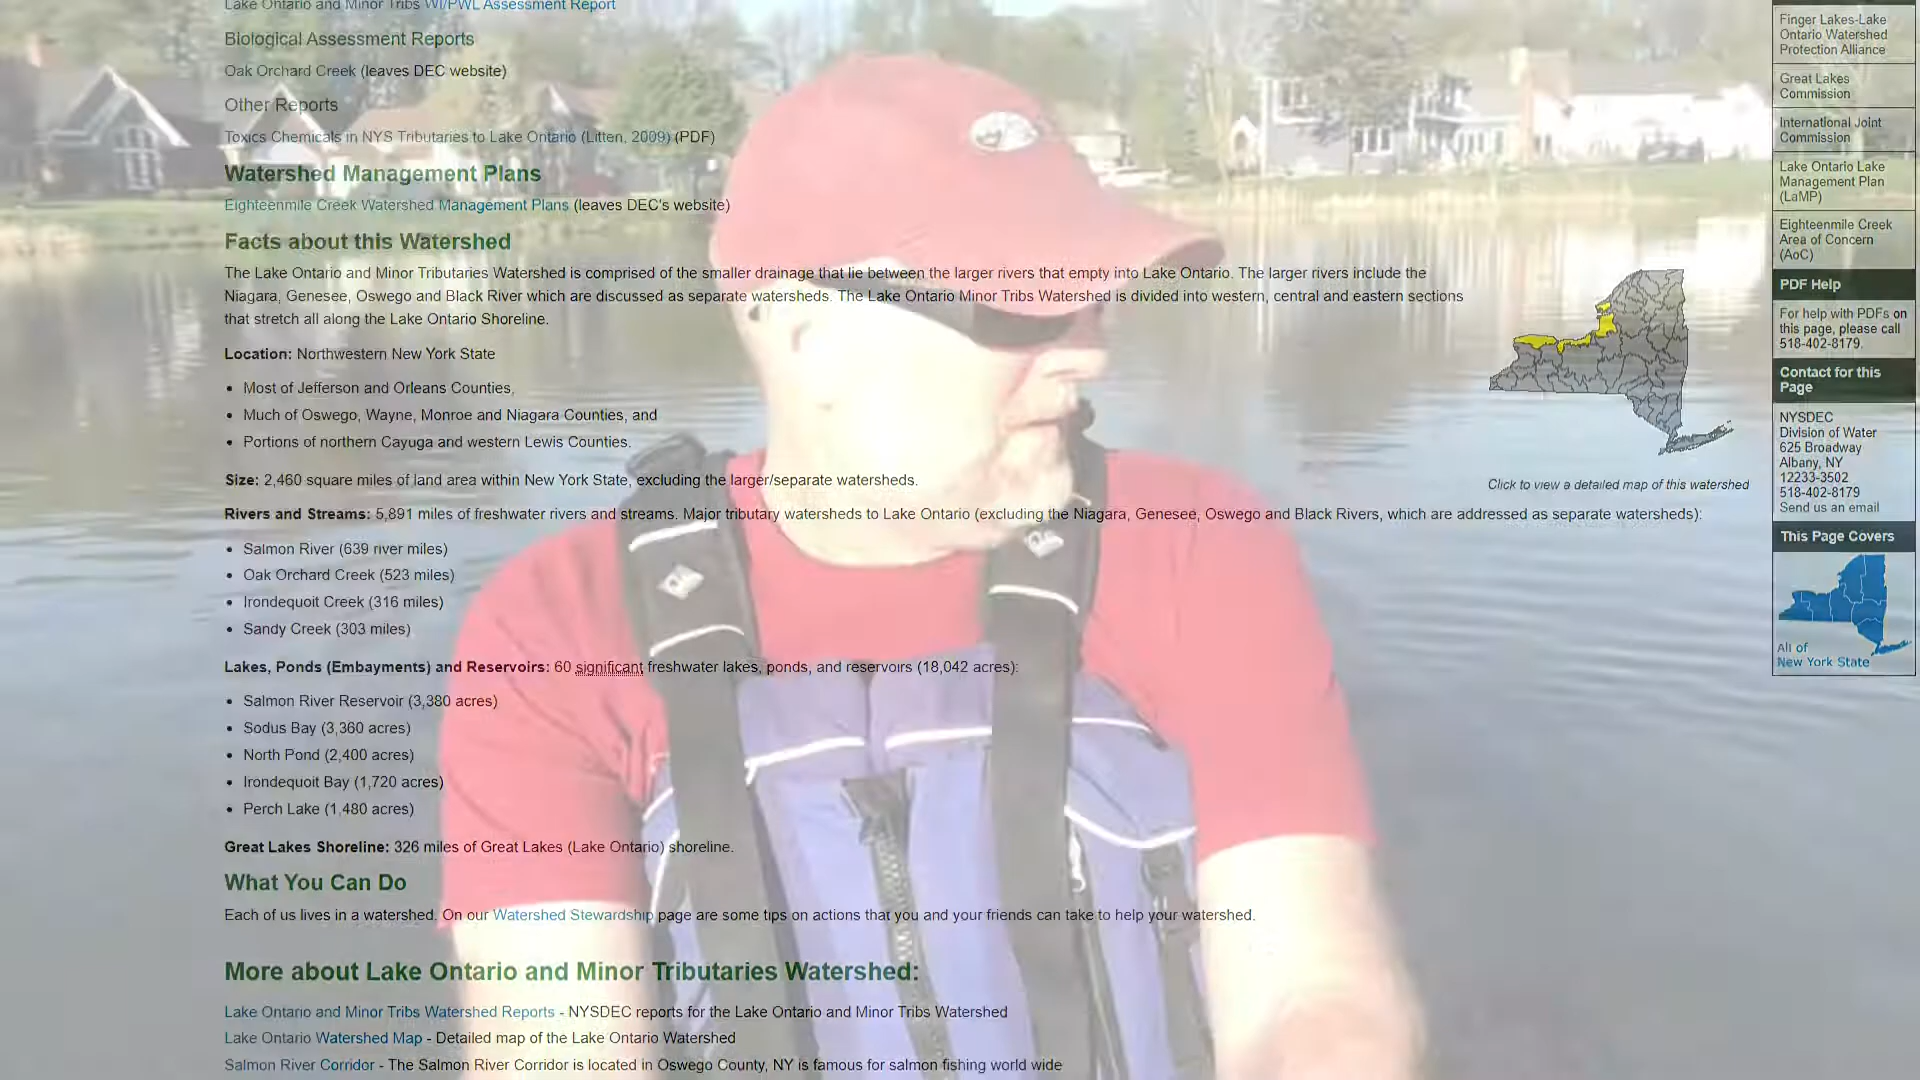 Lake Ontario and Minor Tribs WI/PWL Assessment Report
Biological Assessment Reports
Oak Orchard Creek (leaves DEC website)
Other Reports
Toxics Chemicals in NYS Tributaries to Lake Ontario (Litten, 2009) (PDF)
Watershed Management Plans
Eighteenmile Creek Watershed Management Plans (leaves DEC's website)
Facts about this Watershed
The Lake Ontario and Minor Tributaries Watershed is comprised of the smaller drainage that lie between the larger rivers that empty into Lake Ontario. The larger rivers include the
Niagara, Genesee, Oswego and Black River which are discussed as separate watersheds. The Lake Ontario Minor Tribs Watershed is divided into western, central and eastern sections
that stretch all along the Lake Ontario Shoreline.
Location: Northwestern New York State
• Most of Jefferson and Orleans Counties,
• Much of Oswego, Wayne, Monroe and Niagara Counties, and
• Portions of northern Cayuga and western Lewis Counties.
Size: 2,460 square miles of land area within New York State, excluding the larger/separate watersheds.
Rivers and Streams: 5,891 miles of freshwater rivers and streams. Major tributary watersheds to Lake Ontario (excluding the Niagara, Genesee, Oswego and Black Rivers, which are addressed as separate watersheds):
• Salmon River (639 river miles)
• Oak Orchard Creek (523 miles)
• Irondequoit Creek (316 miles)
• Sandy Creek (303 miles)
Lakes, Ponds (Embayments) and Reservoirs: 60 significant freshwater lakes, ponds, and reservoirs (18,042 acres):
• Salmon River Reservoir (3,380 acres)
• Sodus Bay (3,360 acres)
• North Pond (2,400 acres)
• Irondequoit Bay (1,720 acres)
• Perch Lake (1,480 acres)
Great Lakes Shoreline: 326 miles of Great Lakes (Lake Ontario) shoreline.
What You Can Do
Each of us lives in a watershed. On our Watershed Stewardship page are some tips on actions that you and your friends can take to help your watershed.
More about Lake Ontario and Minor Tributaries Watershed:
Lake Ontario and Minor Tribs Watershed Reports - NYSDEC reports for the Lake Ontario and Minor Tribs Watershed
Lake Ontario Watershed Map - Detailed map of the Lake Ontario Watershed
Salmon River Corridor - The Salmon River Corridor is located in Oswego County, NY is famous for salmon fishing world wide
Click to view a detailed map of this watershed
Finger Lakes-Lake
Ontario Watershed
Protection Alliance
Great Lakes
Commission
International Joint
Commission
Lake Ontario Lake
Management Plan
(LaMP)
Eighteenmile Creek
Area of Concern
(AoC)
PDF Help
For help with PDFs on
this page, please call
518-402-8179.
Contact for this
Page
NYSDEC
Division of Water
625 Broadway
Albany, NY
12233-3502
518-402-8179
Send us an email
This Page Covers
All of
New York State